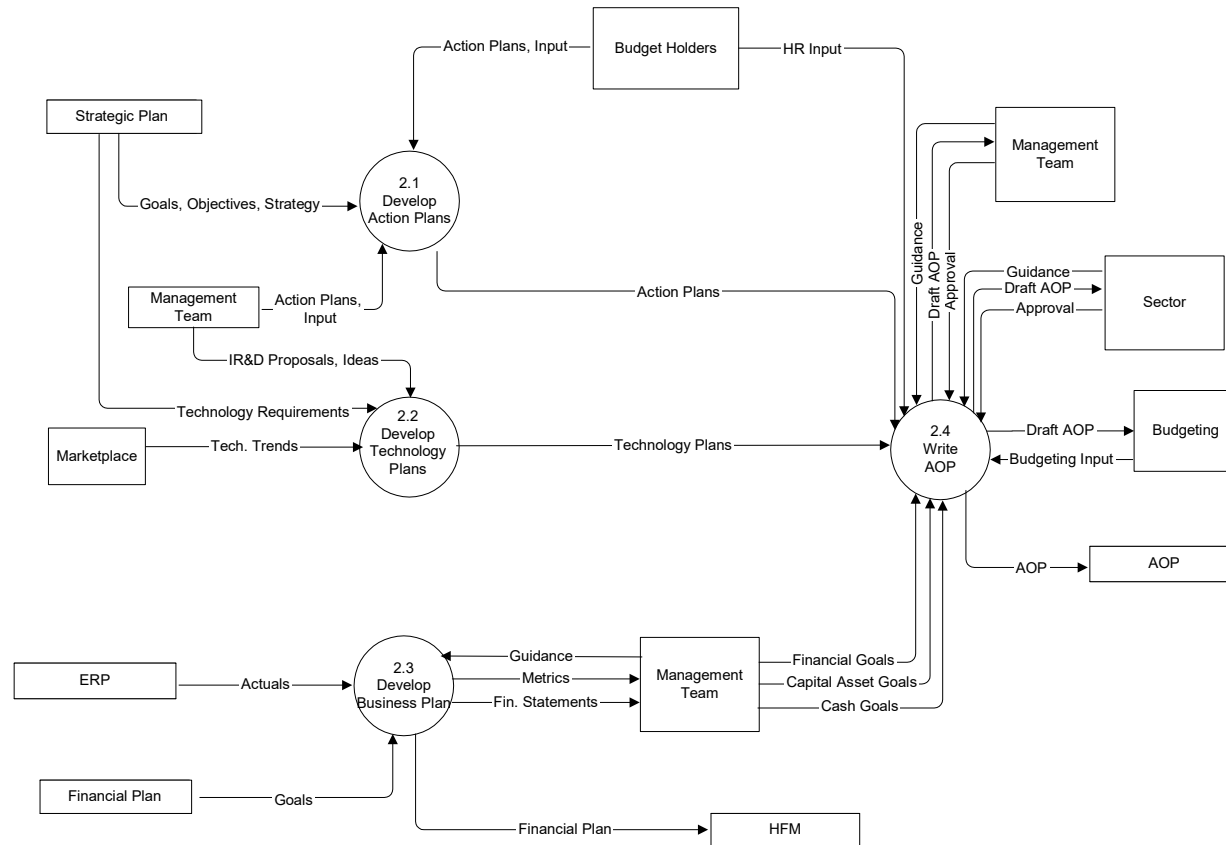 Action Plans, Input
Budget Holders
HR Input
Strategic Plan
Management
Team
2.1
Develop
Action Plans
Goals, Objectives, Strategy
Guidance
Draft AOP
Approval
Guidance
Draft AOP
Approval
Sector
Management
Team
Action Plans,
Input
Action Plans
IR&D Proposals, Ideas
Technology Requirements
2.2
Develop
Technology
Plans
Marketplace
Tech. Trends
Technology Plans
2.4
Write
AOP
Draft AOP
Budgeting Input
Budgeting
AOP
AOP
2.3
Develop
Business Plan
Guidance
Metrics
Fin. Statements
Management
Team
Financial Goals
Capital Asset Goals
Cash Goals
ERP
Actuals
Financial Plan
Goals
Financial Plan
HFM